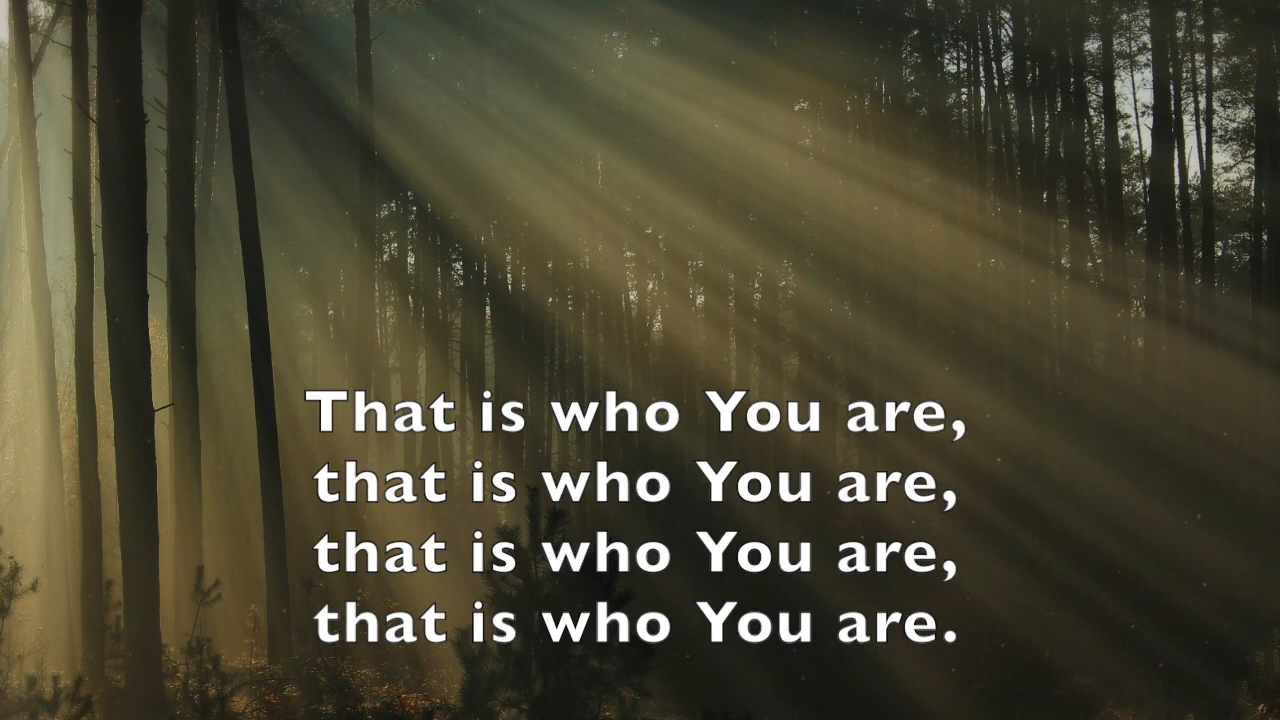 That is who You are,
that is who You are,
that is who You are,
that is who You are.